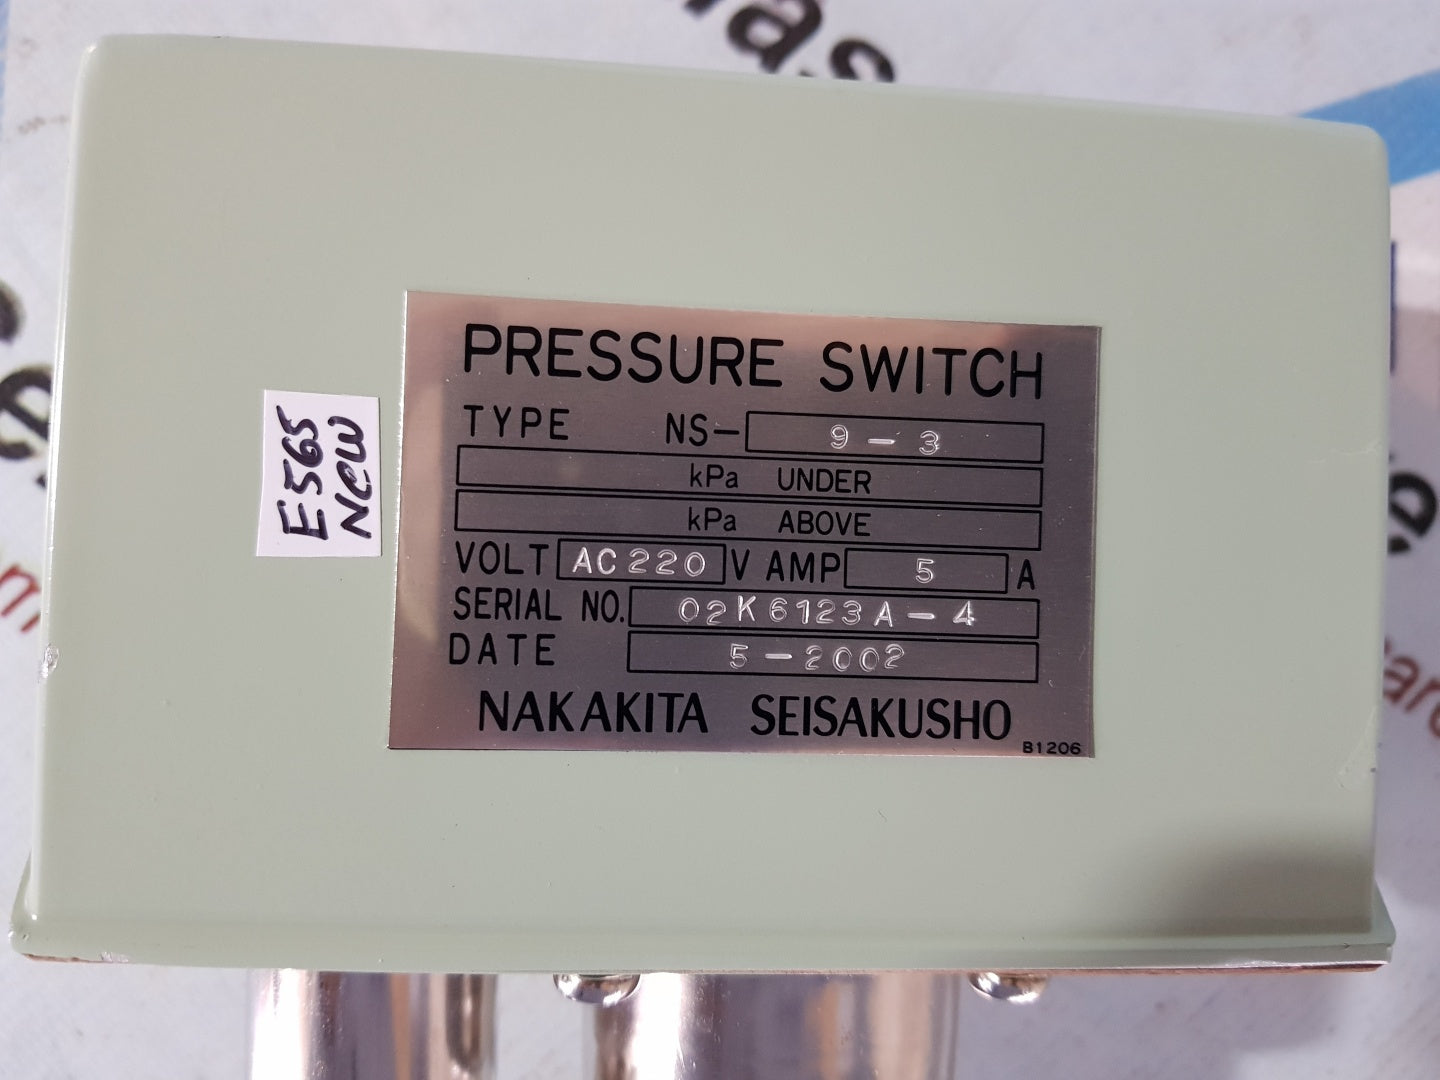 PRESSURE SWITCH
TYPE NS- 9-3
kPa UNDER
kPa ABOVE
VOLT AC220 V AMP 5 A
SERIAL NO. 02K6123A-4
DATE 5-2002
NAKAKITA SEISAKUSHO
B1206
E565
New